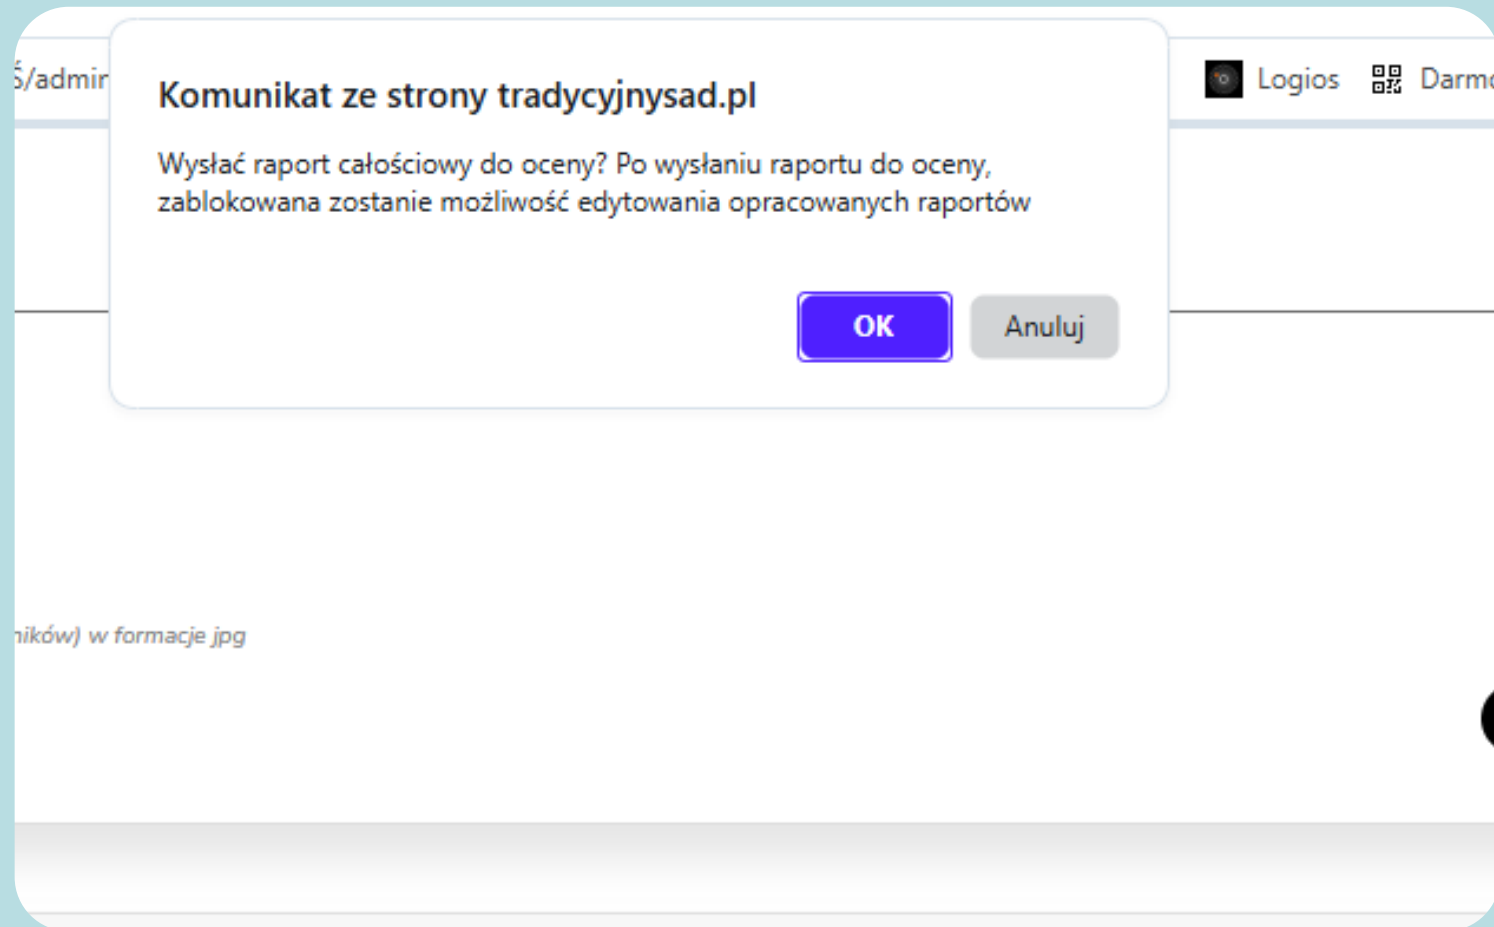 /admin
Komunikat ze strony tradycyjnysad.pl
Logios
Wysłać raport całościowy do oceny? Po wysłaniu raportu do oceny,
zablokowana zostanie możliwość edytowania opracowanych raportów
OK
Anuluj
w formacje jpg